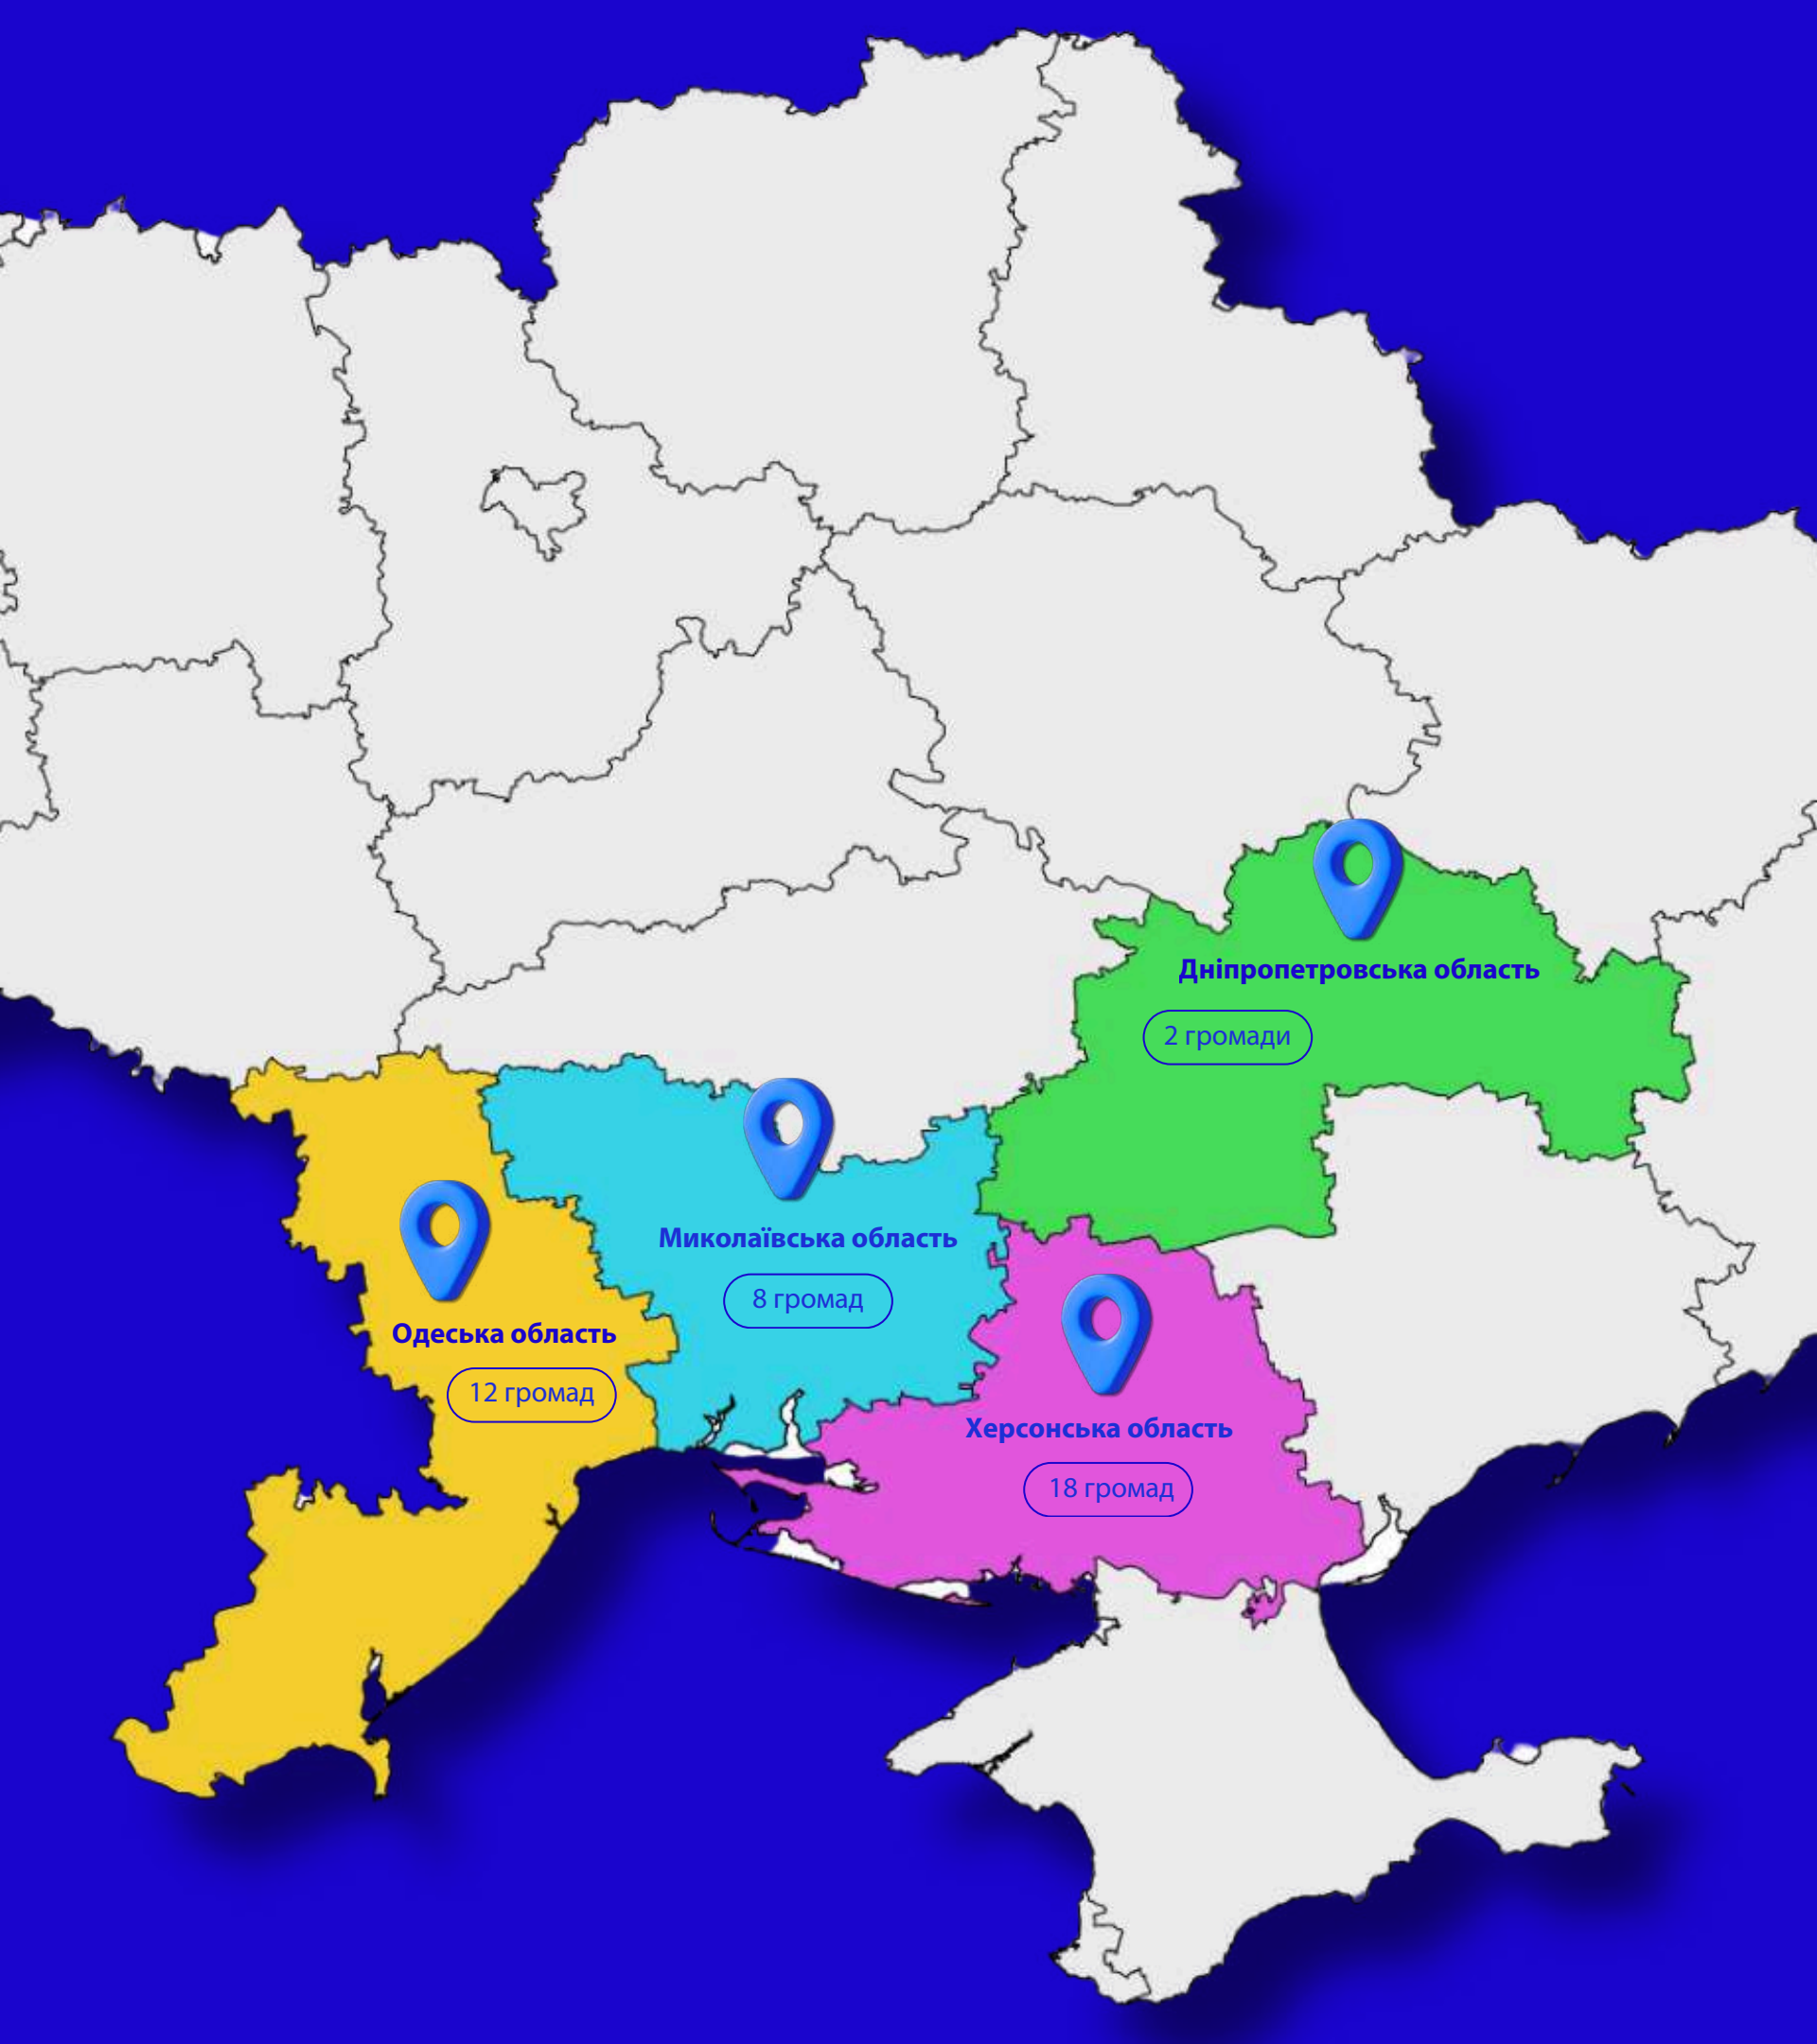 Дніпропетровська область
2 громади
Миколаївська область
8 громад
Одеська область
12 громад
Херсонська область
18 громад